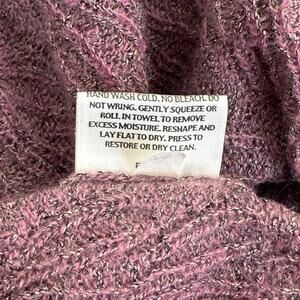 HAND WASH COLD. NO BLEACH. DO
NOT WRING. GENTLY SQUEEZE OR
ROLL IN TOWEL TO REMOVE
EXCESS MOISTURE. RESHAPE AND
LAY FLAT TO DRY. PRESS TO
RESTORE OR DRY CLEAN.